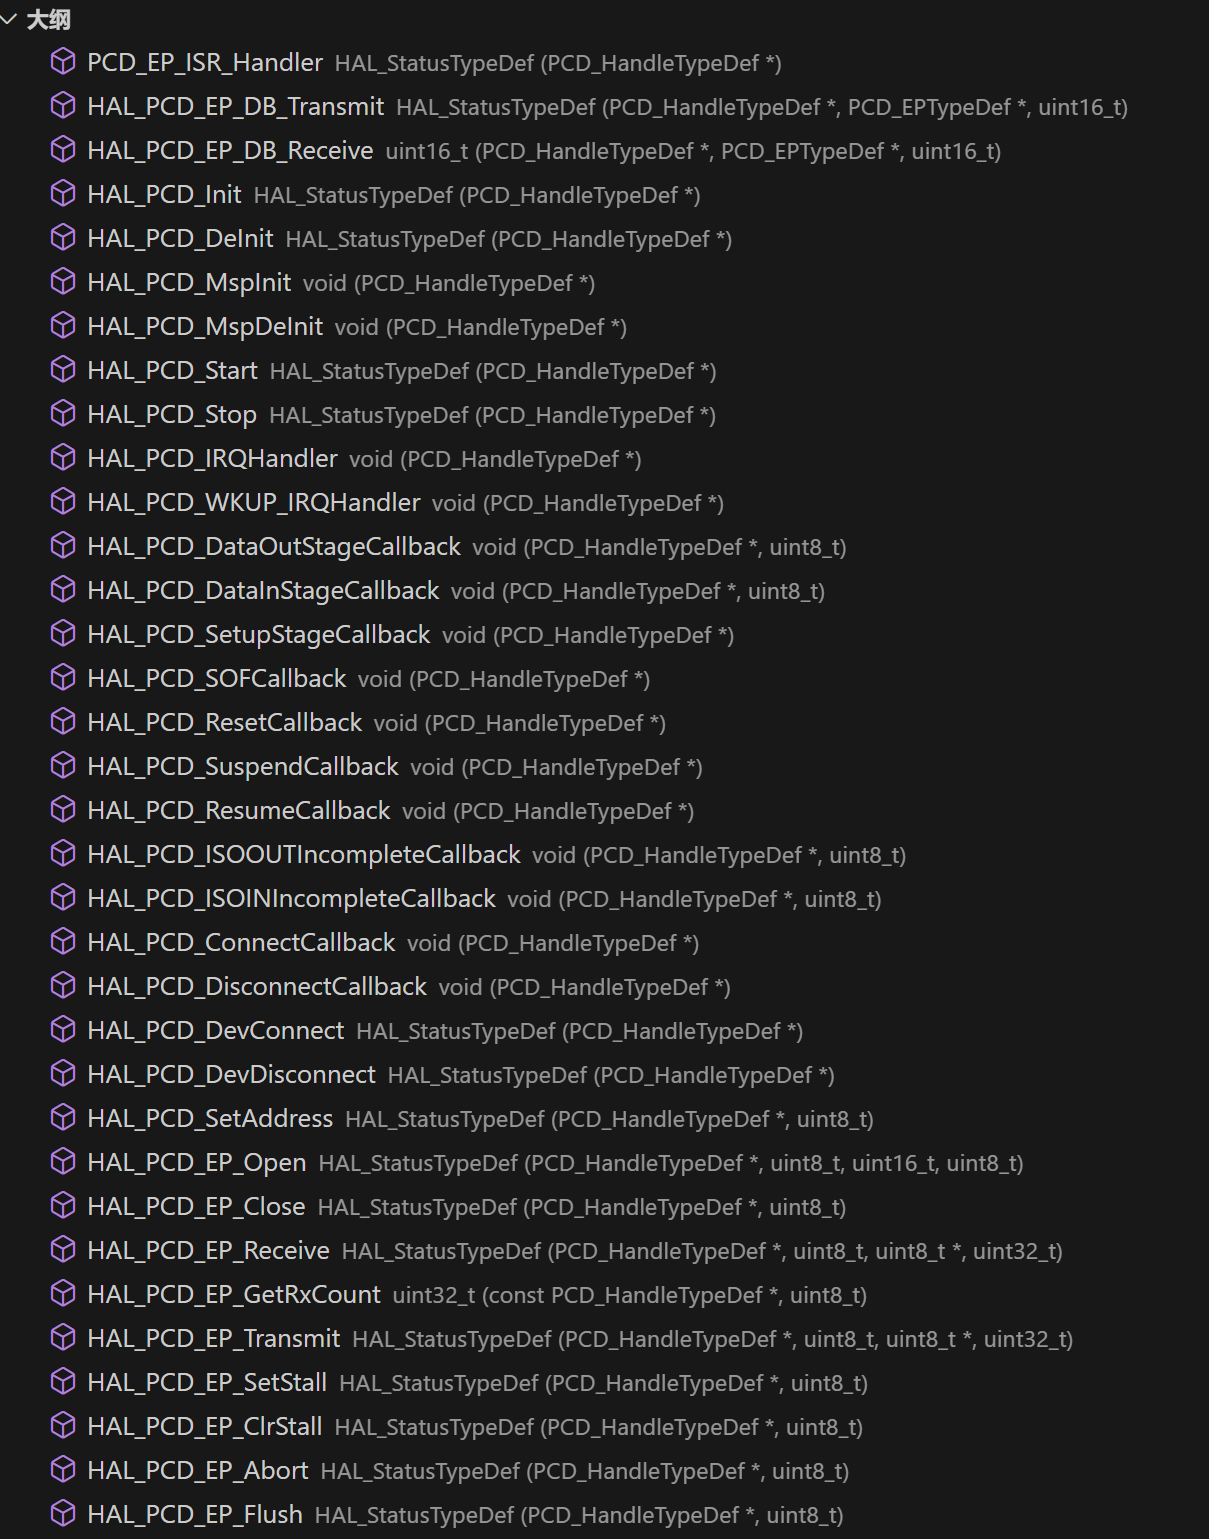 大纲
PCD_EP_ISR_Handler HAL_StatusTypeDef (PCD_HandleTypeDef *)
HAL_PCD_EP_DB_Transmit HAL_StatusTypeDef (PCD_HandleTypeDef *, PCD_EPTypeDef *, uint16_t)
HAL_PCD_EP_DB_Receive uint16_t (PCD_HandleTypeDef *, PCD_EPTypeDef *, uint16_t)
HAL_PCD_Init HAL_StatusTypeDef (PCD_HandleTypeDef *)
HAL_PCD_DeInit HAL_StatusTypeDef (PCD_HandleTypeDef *)
HAL_PCD_MspInit void (PCD_HandleTypeDef *)
HAL_PCD_MspDeInit void (PCD_HandleTypeDef *)
HAL_PCD_Start HAL_StatusTypeDef (PCD_HandleTypeDef *)
HAL_PCD_Stop HAL_StatusTypeDef (PCD_HandleTypeDef *)
HAL_PCD_IRQHandler void (PCD_HandleTypeDef *)
HAL_PCD_WKUP_IRQHandler void (PCD_HandleTypeDef *)
HAL_PCD_DataOutStageCallback void (PCD_HandleTypeDef *, uint8_t)
HAL_PCD_DataInStageCallback void (PCD_HandleTypeDef *, uint8_t)
HAL_PCD_SetupStageCallback void (PCD_HandleTypeDef *)
HAL_PCD_SOFCallback void (PCD_HandleTypeDef *)
HAL_PCD_ResetCallback void (PCD_HandleTypeDef *)
HAL_PCD_SuspendCallback void (PCD_HandleTypeDef *)
HAL_PCD_ResumeCallback void (PCD_HandleTypeDef *)
HAL_PCD_ISOOUTIncompleteCallback void (PCD_HandleTypeDef *, uint8_t)
HAL_PCD_ISOINIncompleteCallback void (PCD_HandleTypeDef *, uint8_t)
HAL_PCD_ConnectCallback void (PCD_HandleTypeDef *)
HAL_PCD_DisconnectCallback void (PCD_HandleTypeDef *)
HAL_PCD_DevConnect HAL_StatusTypeDef (PCD_HandleTypeDef *)
HAL_PCD_DevDisconnect HAL_StatusTypeDef (PCD_HandleTypeDef *)
HAL_PCD_SetAddress HAL_StatusTypeDef (PCD_HandleTypeDef *, uint8_t)
HAL_PCD_EP_Open HAL_StatusTypeDef (PCD_HandleTypeDef *, uint8_t, uint16_t, uint8_t)
HAL_PCD_EP_Close HAL_StatusTypeDef (PCD_HandleTypeDef *, uint8_t)
HAL_PCD_EP_Receive HAL_StatusTypeDef (PCD_HandleTypeDef *, uint8_t, uint8_t *, uint32_t)
HAL_PCD_EP_GetRxCount uint32_t (const PCD_HandleTypeDef *, uint8_t)
HAL_PCD_EP_Transmit HAL_StatusTypeDef (PCD_HandleTypeDef *, uint8_t, uint8_t *, uint32_t)
HAL_PCD_EP_SetStall HAL_StatusTypeDef (PCD_HandleTypeDef *, uint8_t)
HAL_PCD_EP_ClrStall HAL_StatusTypeDef (PCD_HandleTypeDef *, uint8_t)
HAL_PCD_EP_Abort HAL_StatusTypeDef (PCD_HandleTypeDef *, uint8_t)
HAL_PCD_EP_Flush HAL_StatusTypeDef (PCD_HandleTypeDef *, uint8_t)